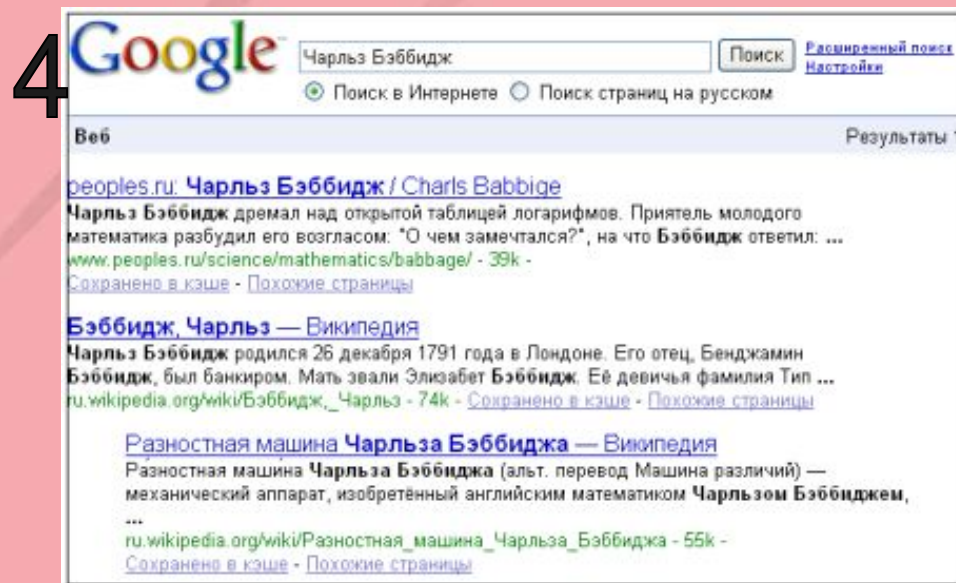 4
Google
Чарльз Бэббидж Поиск Расширенный поиск
Настройки
Поиск в Интернете Поиск страниц на русском
Веб Результаты 1
peoples.ru: Чарльз Бэббидж / Charls Babbige
Чарльз Бэббидж дремал над открытой таблицей логарифмов. Приятель молодого
математика разбудил его возгласом: "О чем замечтался?", на что Бэббидж ответил: ...
www.peoples.ru/science/mathematics/babbage/ - 39k -
Сохранено в кэше - Похожие страницы
Бэббидж, Чарльз — Википедия
Чарльз Бэббидж родился 26 декабря 1791 года в Лондоне. Его отец, Бенджамин
Бэббидж, был банкиром. Мать звали Элизабет Бэббидж. Её девичья фамилия Тип ...
ru.wikipedia.org/wiki/Бэббидж,_Чарльз - 74k - Сохранено в кэше - Похожие страницы
Разностная машина Чарльза Бэббиджа — Википедия
Разностная машина Чарльза Бэббиджа (альт. перевод Машина различий) —
механический аппарат, изобретённый английским математиком Чарльзом Бэббиджем,
...
ru.wikipedia.org/wiki/Разностная_машина_Чарльза_Бэббиджа - 55k -
Сохранено в кэше - Похожие страницы